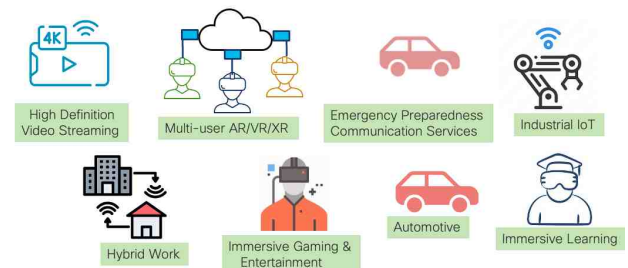 4K
High Definition
Video Streaming
Multi-user AR/VR/XR
Emergency Preparedness
Communication Services
Industrial IoT
Hybrid Work
Immersive Gaming &
Entertainment
Automotive
Immersive Learning